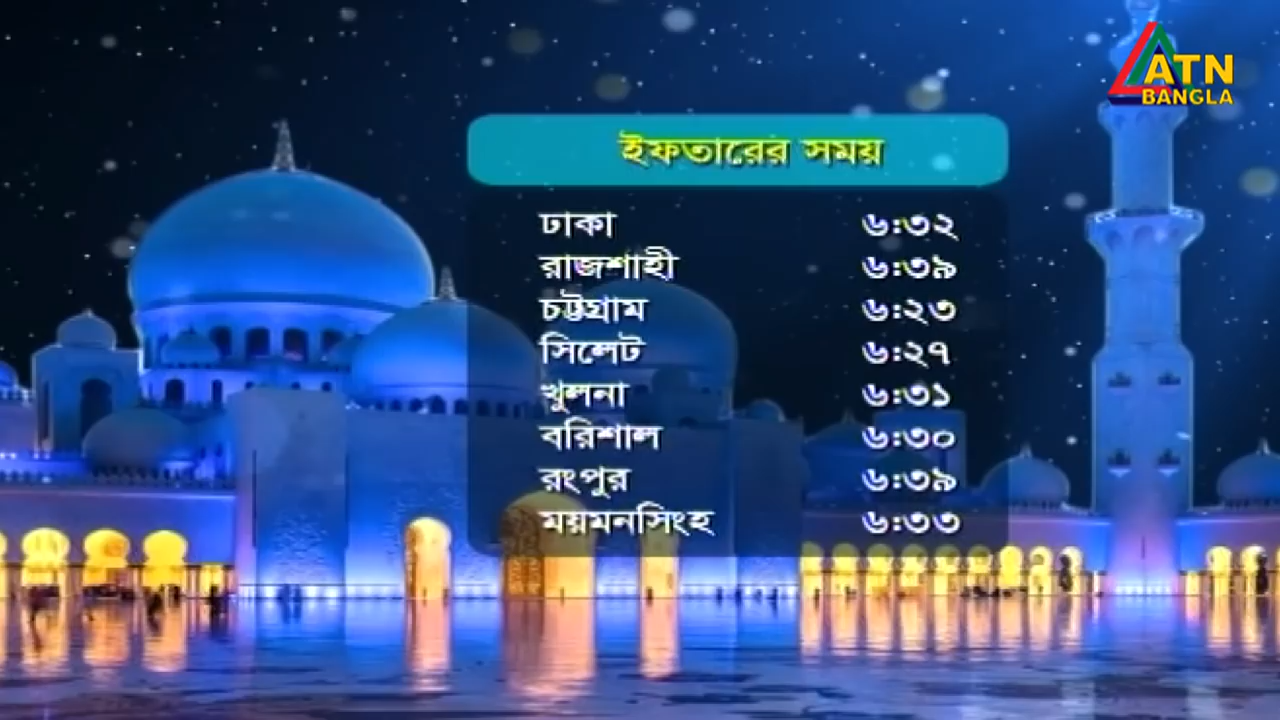 ATN
BANGLA
ইফতারের সময়
ঢাকা ৬:৩২
রাজশাহী ৬:৩৯
চট্টগ্রাম ৬:২৩
সিলেট ৬:২৭
খুলনা ৬:৩১
বরিশাল ৬:৩০
রংপুর ৬:৩৯
ময়মনসিংহ ৬:৩৩